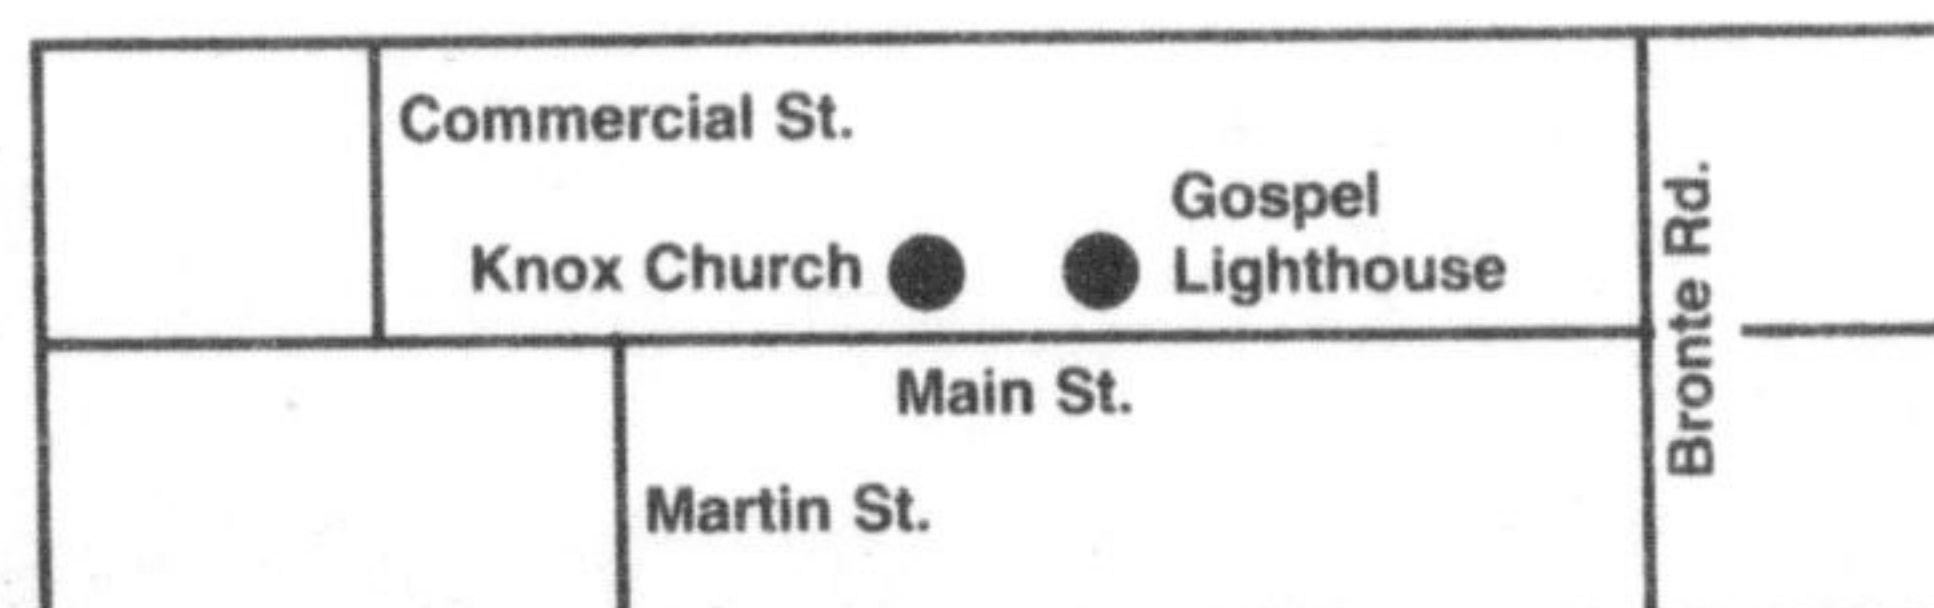 Commercial St.
Gospel
Knox Church
Lighthouse
Bronte Rd.
Main St.
Martin St.